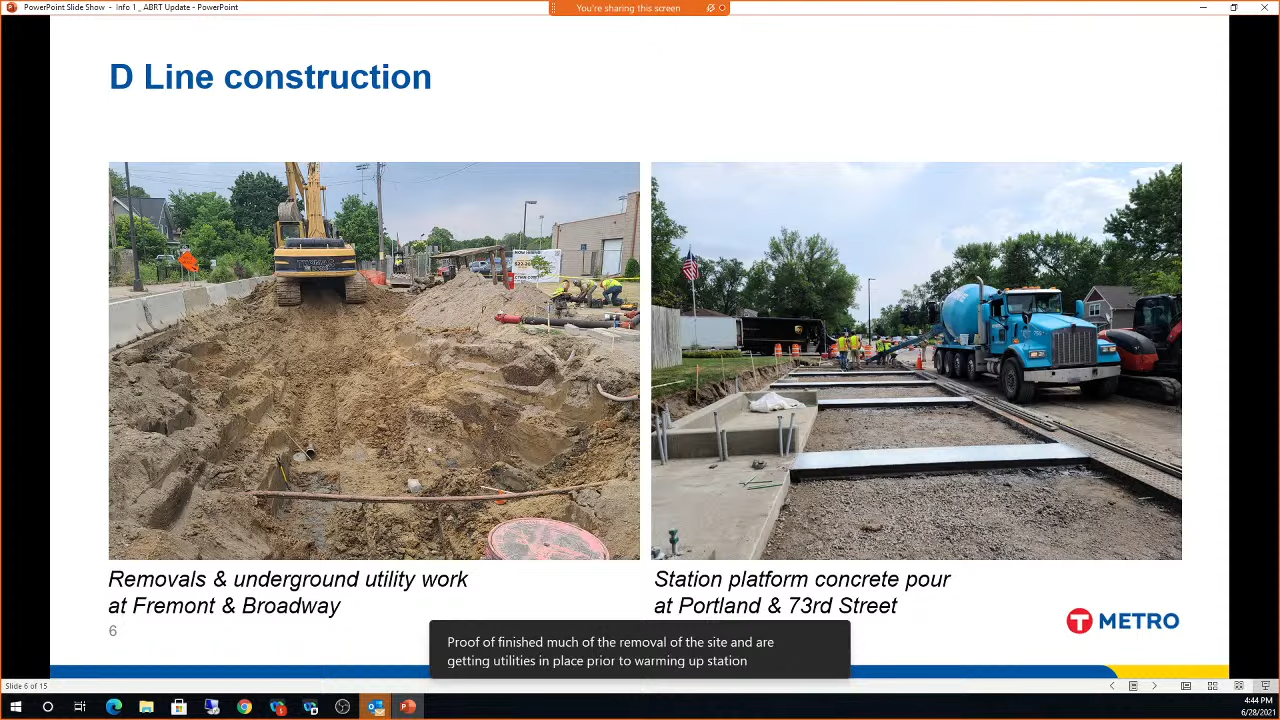 PowerPoint Slide Show - Info 1 _ ABRT Update - PowerPoint
You're sharing this screen
D Line construction
NOW HIRING
Removals & underground utility work
at Fremont & Broadway
Station platform concrete pour
at Portland & 73rd Street
6
T METRO
Proof of finished much of the removal of the site and are
getting utilities in place prior to warming up station
Slide 6 of 15
4:44 PM
6/28/2021